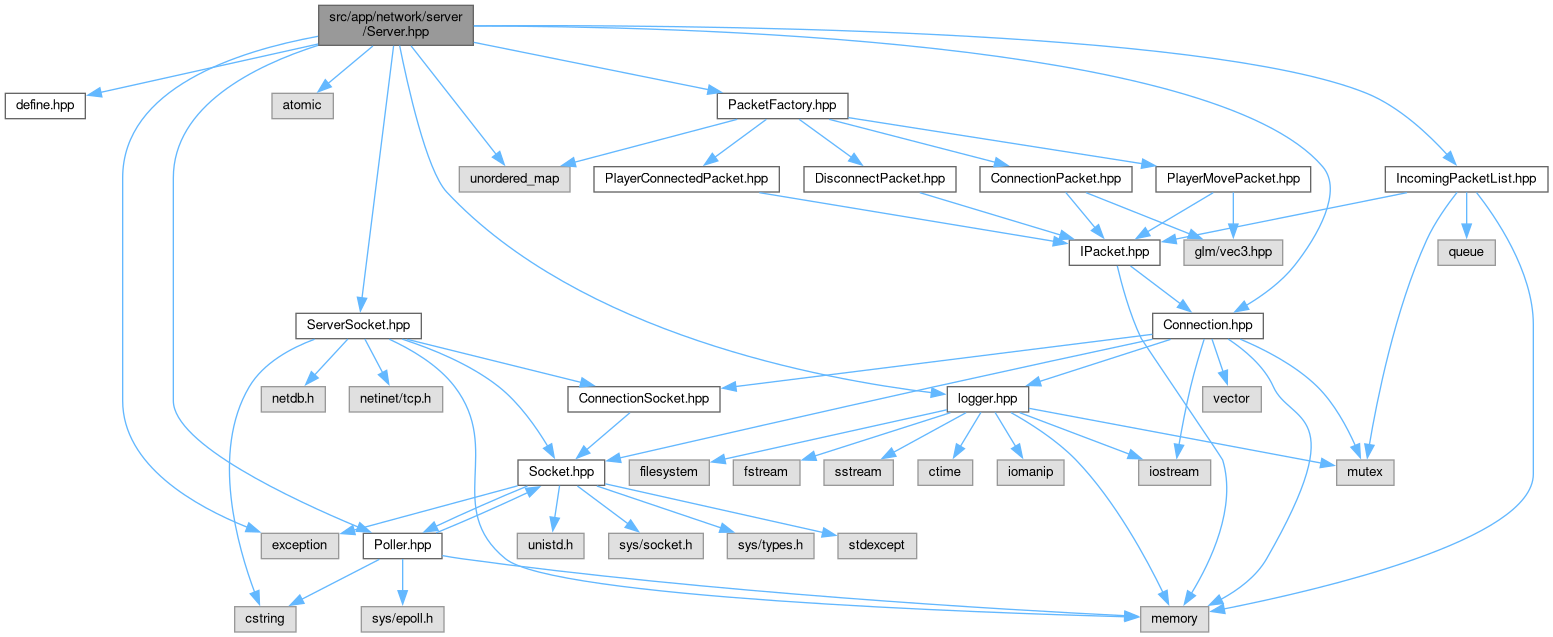 src/app/network/server
/Server.hpp
define.hpp
atomic
PacketFactory.hpp
unordered_map
PlayerConnectedPacket.hpp
DisconnectPacket.hpp
ConnectionPacket.hpp
PlayerMovePacket.hpp
IncomingPacketList.hpp
IPacket.hpp
glm/vec3.hpp
queue
ServerSocket.hpp
Connection.hpp
netdb.h
netinet/tcp.h
ConnectionSocket.hpp
logger.hpp
vector
Socket.hpp
filesystem
fstream
sstream
ctime
iomanip
iostream
mutex
exception
Poller.hpp
unistd.h
sys/socket.h
sys/types.h
stdexcept
cstring
sys/epoll.h
memory